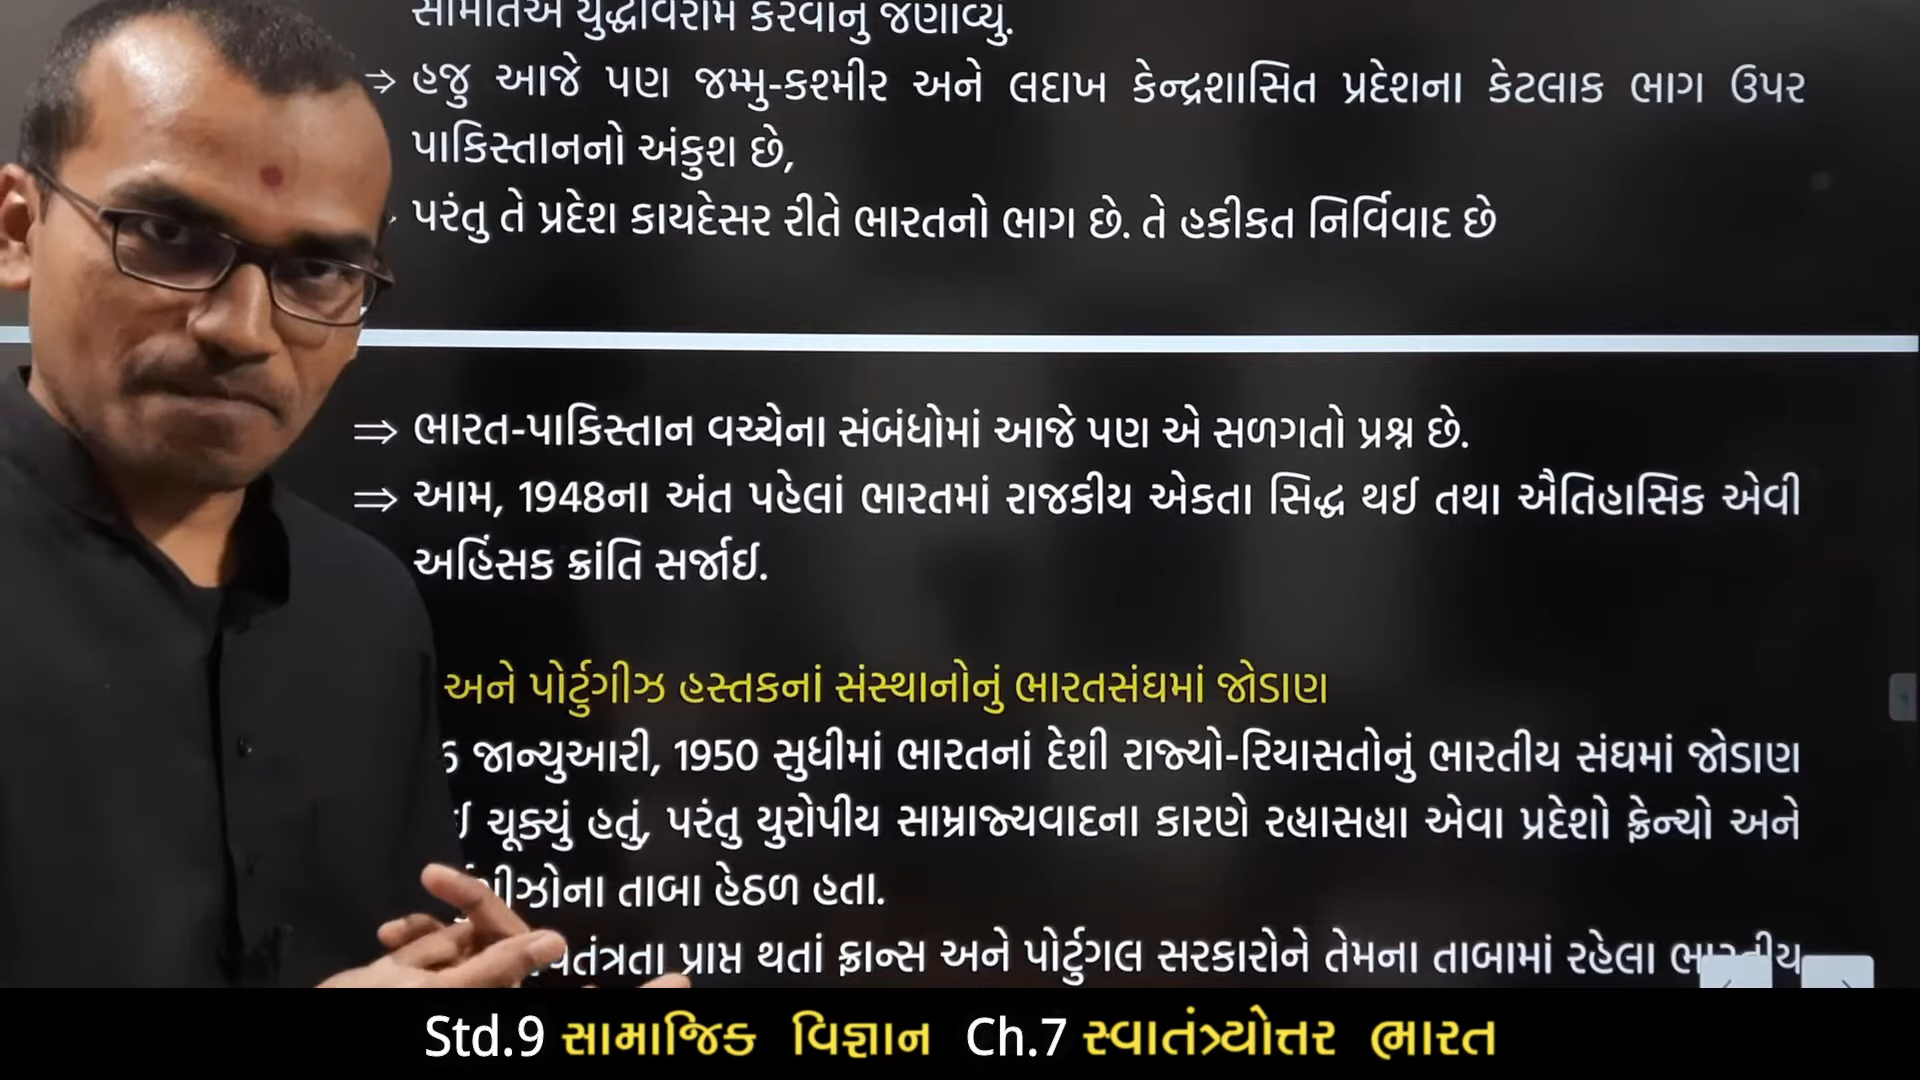 યુદ્ધવિરામ કરવાનું જણાવ્યું.
⇒ હજુ આજે પણ જમ્મુ-કશ્મીર અને લદાખ કેન્દ્રશાસિત પ્રદેશના કેટલાક ભાગ ઉપર
પાકિસ્તાનનો અંકુશ છે,
પરંતુ તે પ્રદેશ કાયદેસર રીતે ભારતનો ભાગ છે. તે હકીકત નિર્વિવાદ છે
⇒ ભારત-પાકિસ્તાન વચ્ચેના સંબંધોમાં આજે પણ એ સળગતો પ્રશ્ન છે.
⇒ આમ, 1948ના અંત પહેલાં ભારતમાં રાજકીય એકતા સિદ્ધ થઈ તથા ઐતિહાસિક એવી
અહિંસક ક્રાંતિ સર્જાઈ.
અને પોર્ટુગીઝ હસ્તકનાં સંસ્થાનોનું ભારતસંઘમાં જોડાણ
6 જાન્યુઆરી, 1950 સુધીમાં ભારતનાં દેશી રાજ્યો-રિયાસતોનું ભારતીય સંઘમાં જોડાણ
ચૂક્યું હતું, પરંતુ યુરોપીય સામ્રાજ્યવાદના કારણે રહ્યાસહ્યા એવા પ્રદેશો ફ્રેન્ચો અને
તાબા હેઠળ હતા.
પ્રાપ્ત થતાં ફ્રાન્સ અને પોર્ટુગલ સરકારોને તેમના તાબામાં રહેલા
Std.9 સામાજિક વિજ્ઞાન Ch.7 સ્વાતંત્ર્યોત્તર ભારત